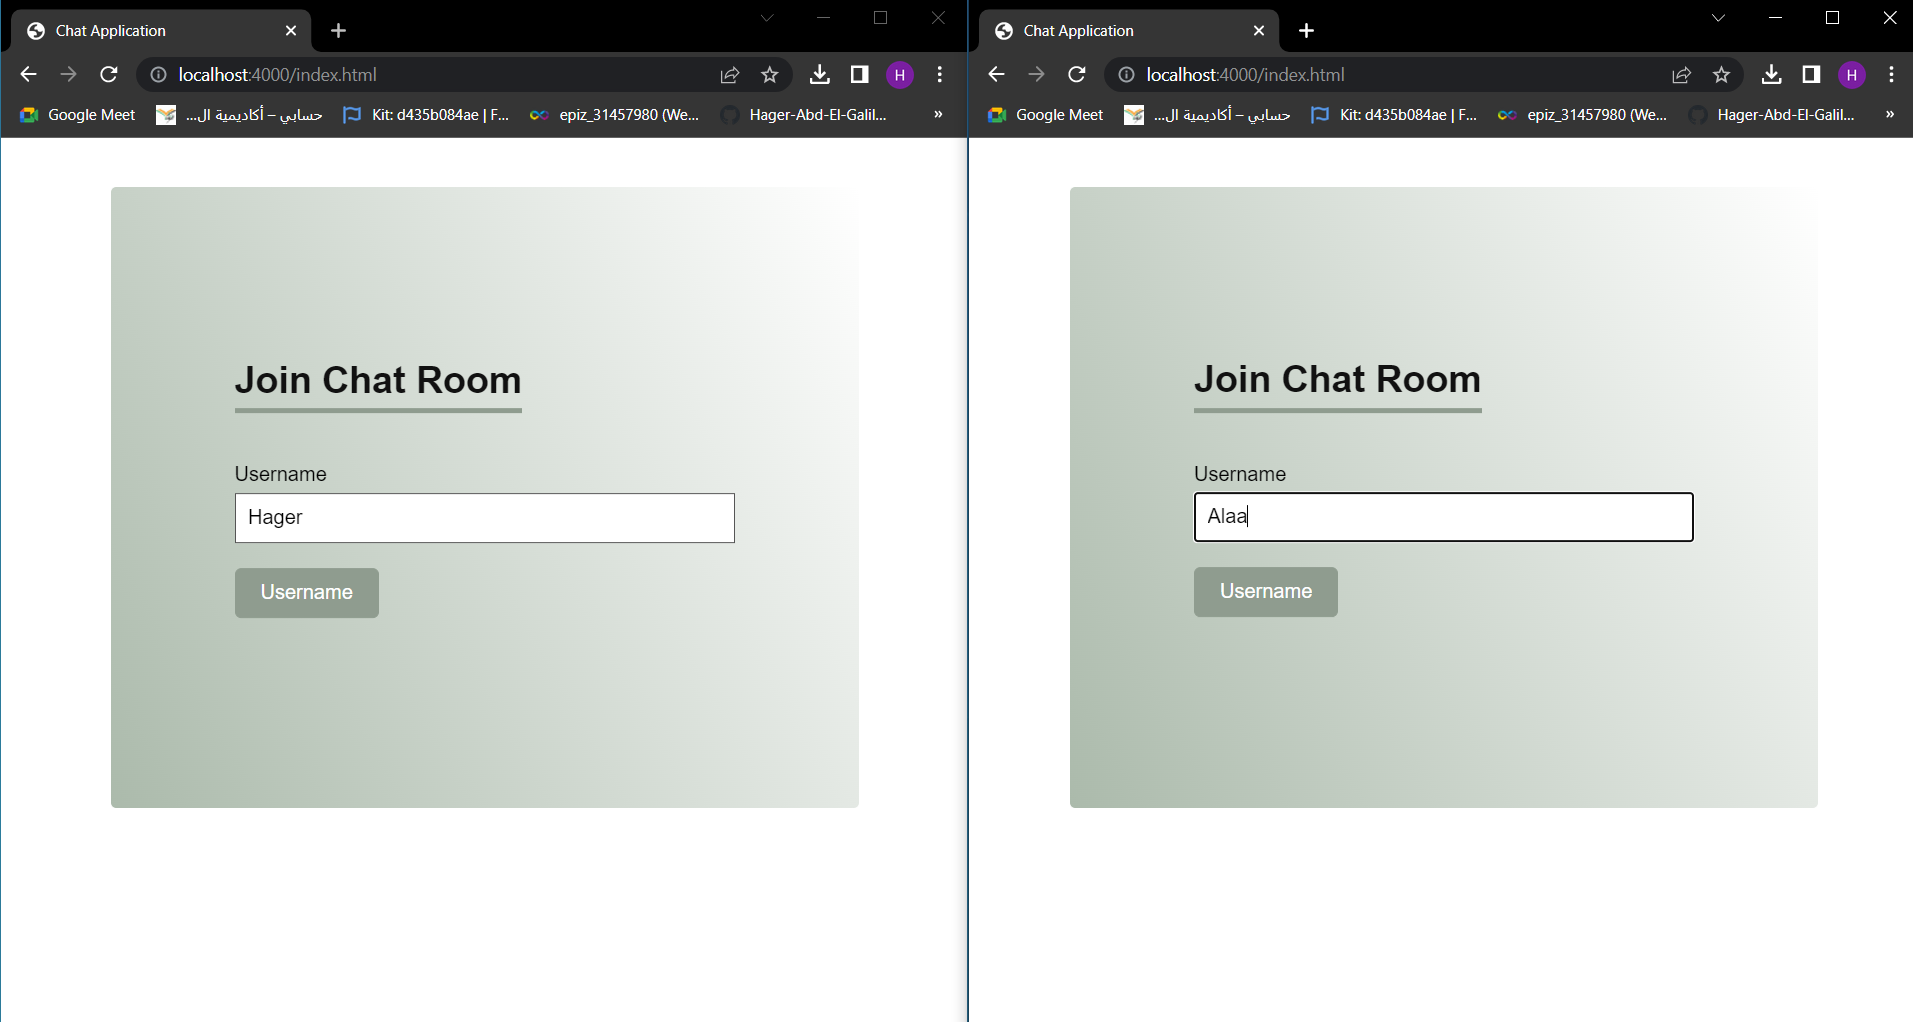 Chat Application
localhost:4000/index.html
H
Google Meet
حسابي – أكاديمية ال...
Kit: d435b084ae | F...
epiz_31457980 (We...
Hager-Abd-El-Galil...
»
Join Chat Room
Username
Hager
Username
Chat Application
localhost:4000/index.html
H
Google Meet
حسابي – أكاديمية ال...
Kit: d435b084ae | F...
epiz_31457980 (We...
Hager-Abd-El-Galil...
»
Join Chat Room
Username
Alaa
Username